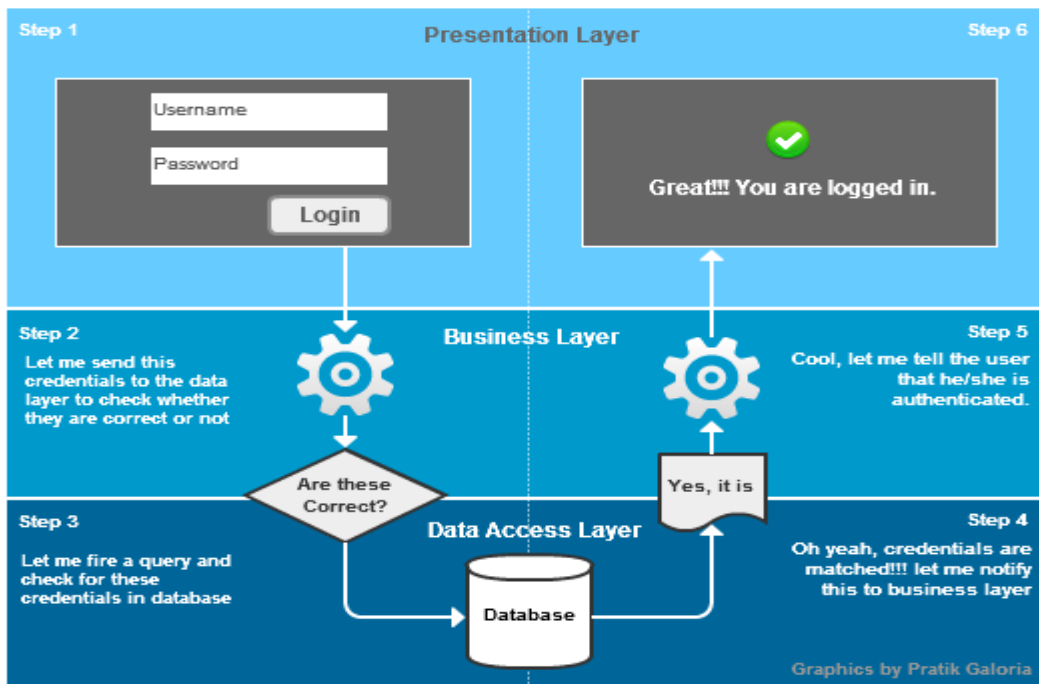 Step 1
Presentation Layer
Step 6
Username
Password
Login
Great!!! You are logged in.
Step 2
Let me send this
credentials to the data
layer to check whether
they are correct or not
Business Layer
Step 5
Cool, let me tell the user
that he/she is
authenticated.
Are these
Correct?
Yes, it is
Step 3
Let me fire a query and
check for these
credentials in database
Data Access Layer
Database
Step 4
Oh yeah, credentials are
matched!!! let me notify
this to business layer
Graphics by Pratik Galoria